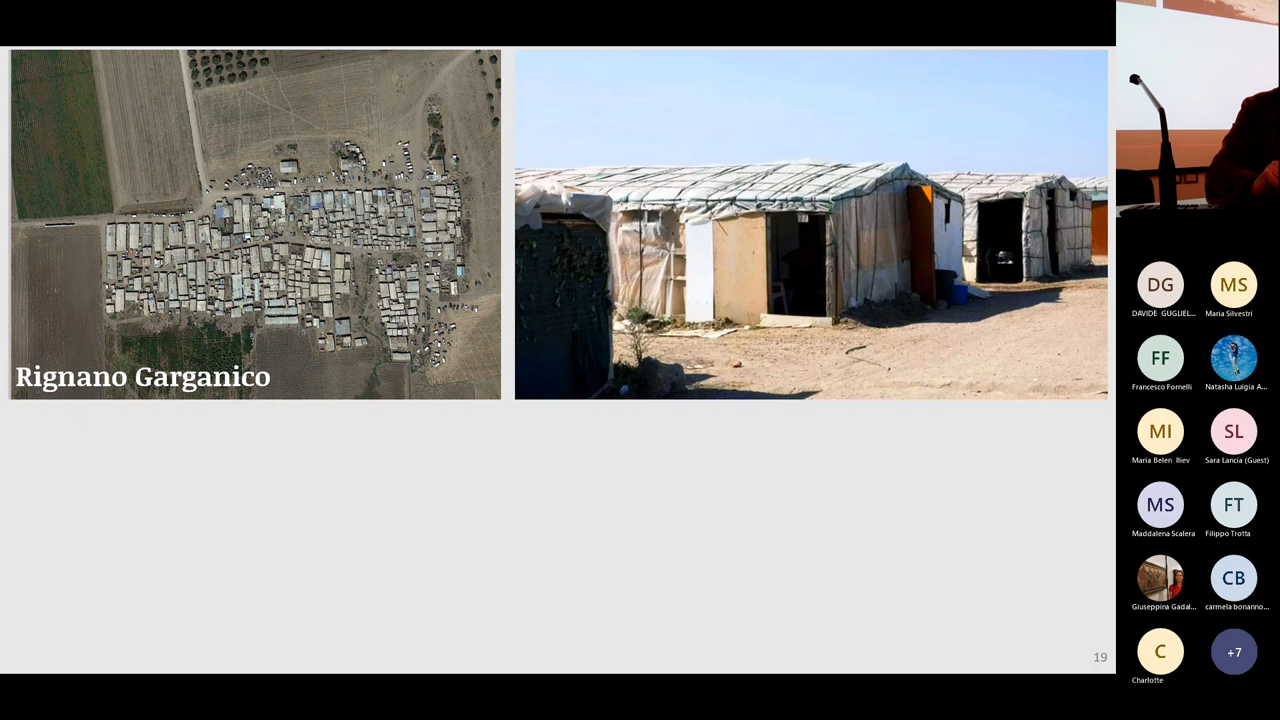 Rignano Garganico
19
DG
MS
DAVIDE GUGLIEL...
Maria Silvestri
FF
Francesco Fornelli
Natasha Luigia A...
MI
SL
Maria Belen Iliev
Sara Lancia (Guest)
MS
FT
Maddalena Scalera
Filippo Trotta
CB
Giuseppina Gadal...
carmela bonanno...
C
+7
Charlotte